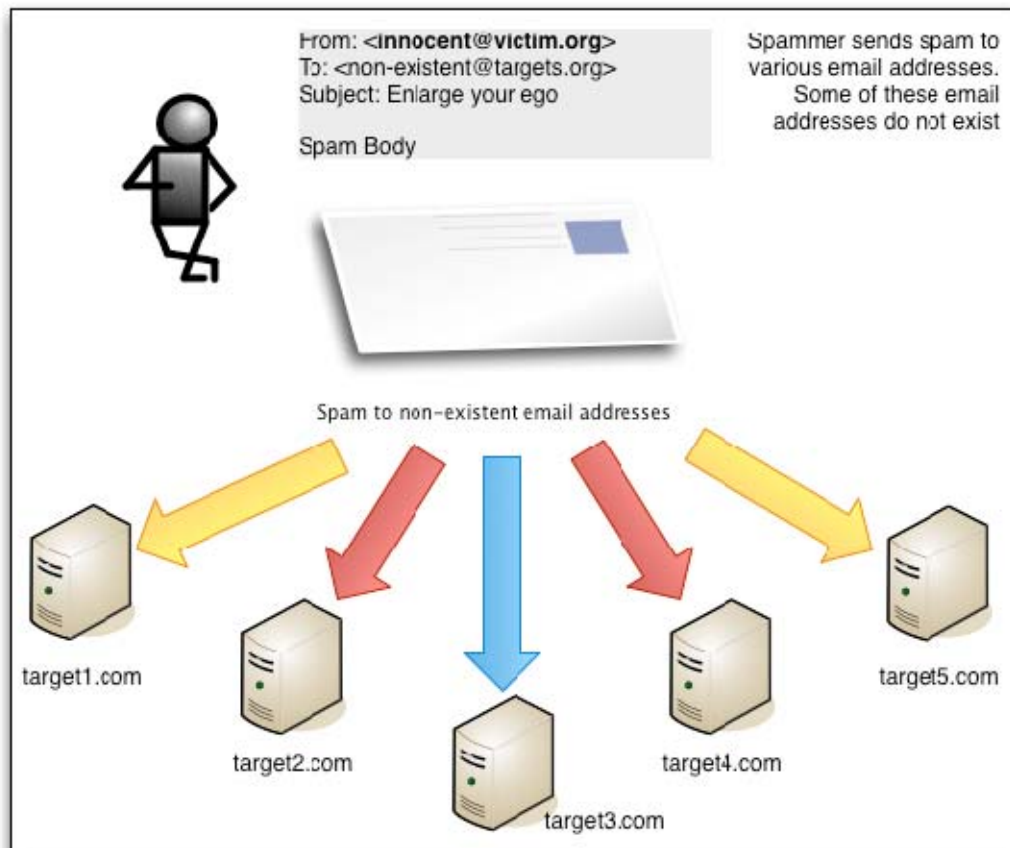 From: <innocent@victim.org>
To: <non-existent@targets.org>
Subject: Enlarge your ego
Spam Body
Spammer sends spam to
various email addresses.
Some of these email
addresses do not exist
Spam to non-existent email addresses
target1.com
target2.com
target3.com
target4.com
target5.com